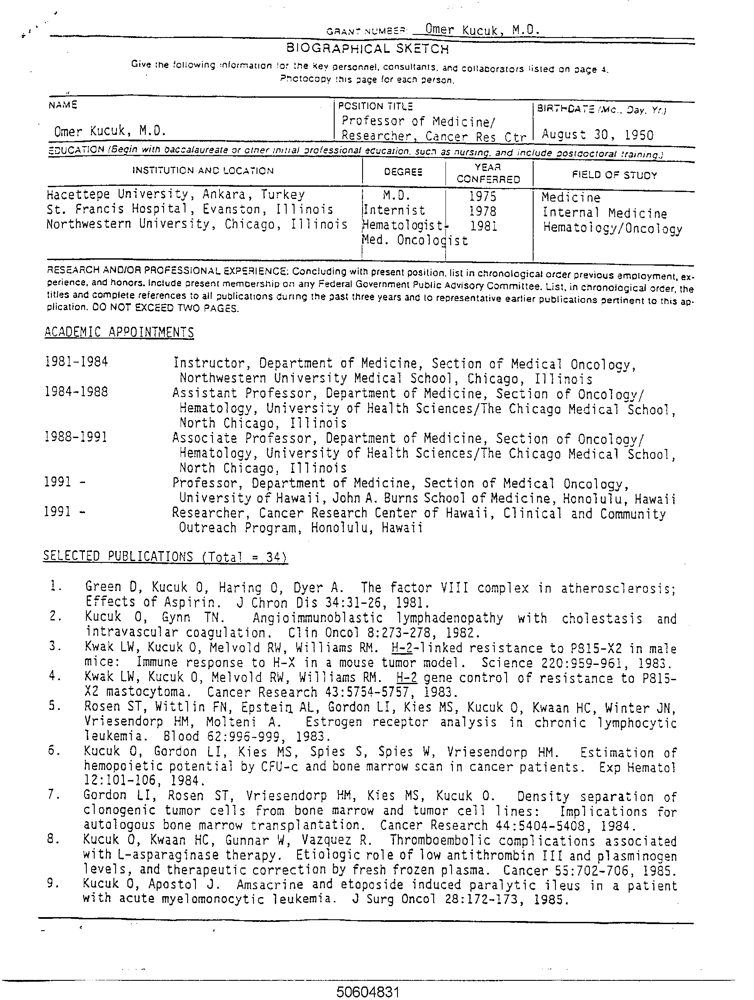 GRANT NUMBER Omer Kucuk, M.D.
BIOGRAPHICAL SKETCH
Give the following information for the key personnel, consultants, and collaborators listed on page 4.
Photocopy this page for each person.
NAME
POSITION TITLE
BIRTHDATE (Mo., Day, Yr.)
Omer Kucuk, M.D.
Professor of Medicine/
Researcher, Cancer Res Ctr
August 30, 1950
EDUCATION (Begin with baccalaureate or other initial professional education, such as nursing, and include postdoctoral training.)
INSTITUTION AND LOCATION DEGREE YEAR CONFERRED FIELD OF STUDY
Hacettepe University, Ankara, Turkey M.D. 1975 Medicine
St. Francis Hospital, Evanston, Illinois Internist 1978 Internal Medicine
Northwestern University, Chicago, Illinois Hematologist- 1981 Hematology/Oncology
Med. Oncologist
RESEARCH AND/OR PROFESSIONAL EXPERIENCE: Concluding with present position, list in chronological order previous employment, ex-
perience, and honors. Include present membership on any Federal Government Public Advisory Committee. List, in chronological order, the
titles and complete references to all publications during the past three years and to representative earlier publications pertinent to this ap-
plication. DO NOT EXCEED TWO PAGES.
ACADEMIC APPOINTMENTS
1981-1984 Instructor, Department of Medicine, Section of Medical Oncology,
Northwestern University Medical School, Chicago, Illinois
1984-1988 Assistant Professor, Department of Medicine, Section of Oncology/
Hematology, University of Health Sciences/The Chicago Medical School,
North Chicago, Illinois
1988-1991 Associate Professor, Department of Medicine, Section of Oncology/
Hematology, University of Health Sciences/The Chicago Medical School,
North Chicago, Illinois
1991 - Professor, Department of Medicine, Section of Medical Oncology,
University of Hawaii, John A. Burns School of Medicine, Honolulu, Hawaii
1991 - Researcher, Cancer Research Center of Hawaii, Clinical and Community
Outreach Program, Honolulu, Hawaii
SELECTED PUBLICATIONS (Total = 34)
1. Green D, Kucuk O, Haring O, Dyer A. The factor VIII complex in atherosclerosis;
Effects of Aspirin. J Chron Dis 34:31-26, 1981.
2. Kucuk O, Gynn TN. Angioimmunoblastic lymphadenopathy with cholestasis and
intravascular coagulation. Clin Oncol 8:273-278, 1982.
3. Kwak LW, Kucuk O, Melvold RW, Williams RM. H-2-linked resistance to P815-X2 in male
mice: Immune response to H-X in a mouse tumor model. Science 220:959-961, 1983.
4. Kwak LW, Kucuk O, Melvold RW, Williams RM. H-2 gene control of resistance to P815-
X2 mastocytoma. Cancer Research 43:5754-5757, 1983.
5. Rosen ST, Wittlin FN, Epstein AL, Gordon LI, Kies MS, Kucuk O, Kwaan HC, Winter JN,
Vriesendorp HM, Molteni A. Estrogen receptor analysis in chronic lymphocytic
leukemia. Blood 62:996-999, 1983.
6. Kucuk O, Gordon LI, Kies MS, Spies S, Spies W, Vriesendorp HM. Estimation of
hemopoietic potential by CFU-c and bone marrow scan in cancer patients. Exp Hematol
12:101-106, 1984.
7. Gordon LI, Rosen ST, Vriesendorp HM, Kies MS, Kucuk O. Density separation of
clonogenic tumor cells from bone marrow and tumor cell lines: Implications for
autologous bone marrow transplantation. Cancer Research 44:5404-5408, 1984.
8. Kucuk O, Kwaan HC, Gunnar W, Vazquez R. Thromboembolic complications associated
with L-asparaginase therapy. Etiologic role of low antithrombin III and plasminogen
levels, and therapeutic correction by fresh frozen plasma. Cancer 55:702-706, 1985.
9. Kucuk O, Apostol J. Amsacrine and etoposide induced paralytic ileus in a patient
with acute myelomonocytic leukemia. J Surg Oncol 28:172-173, 1985.
50604831